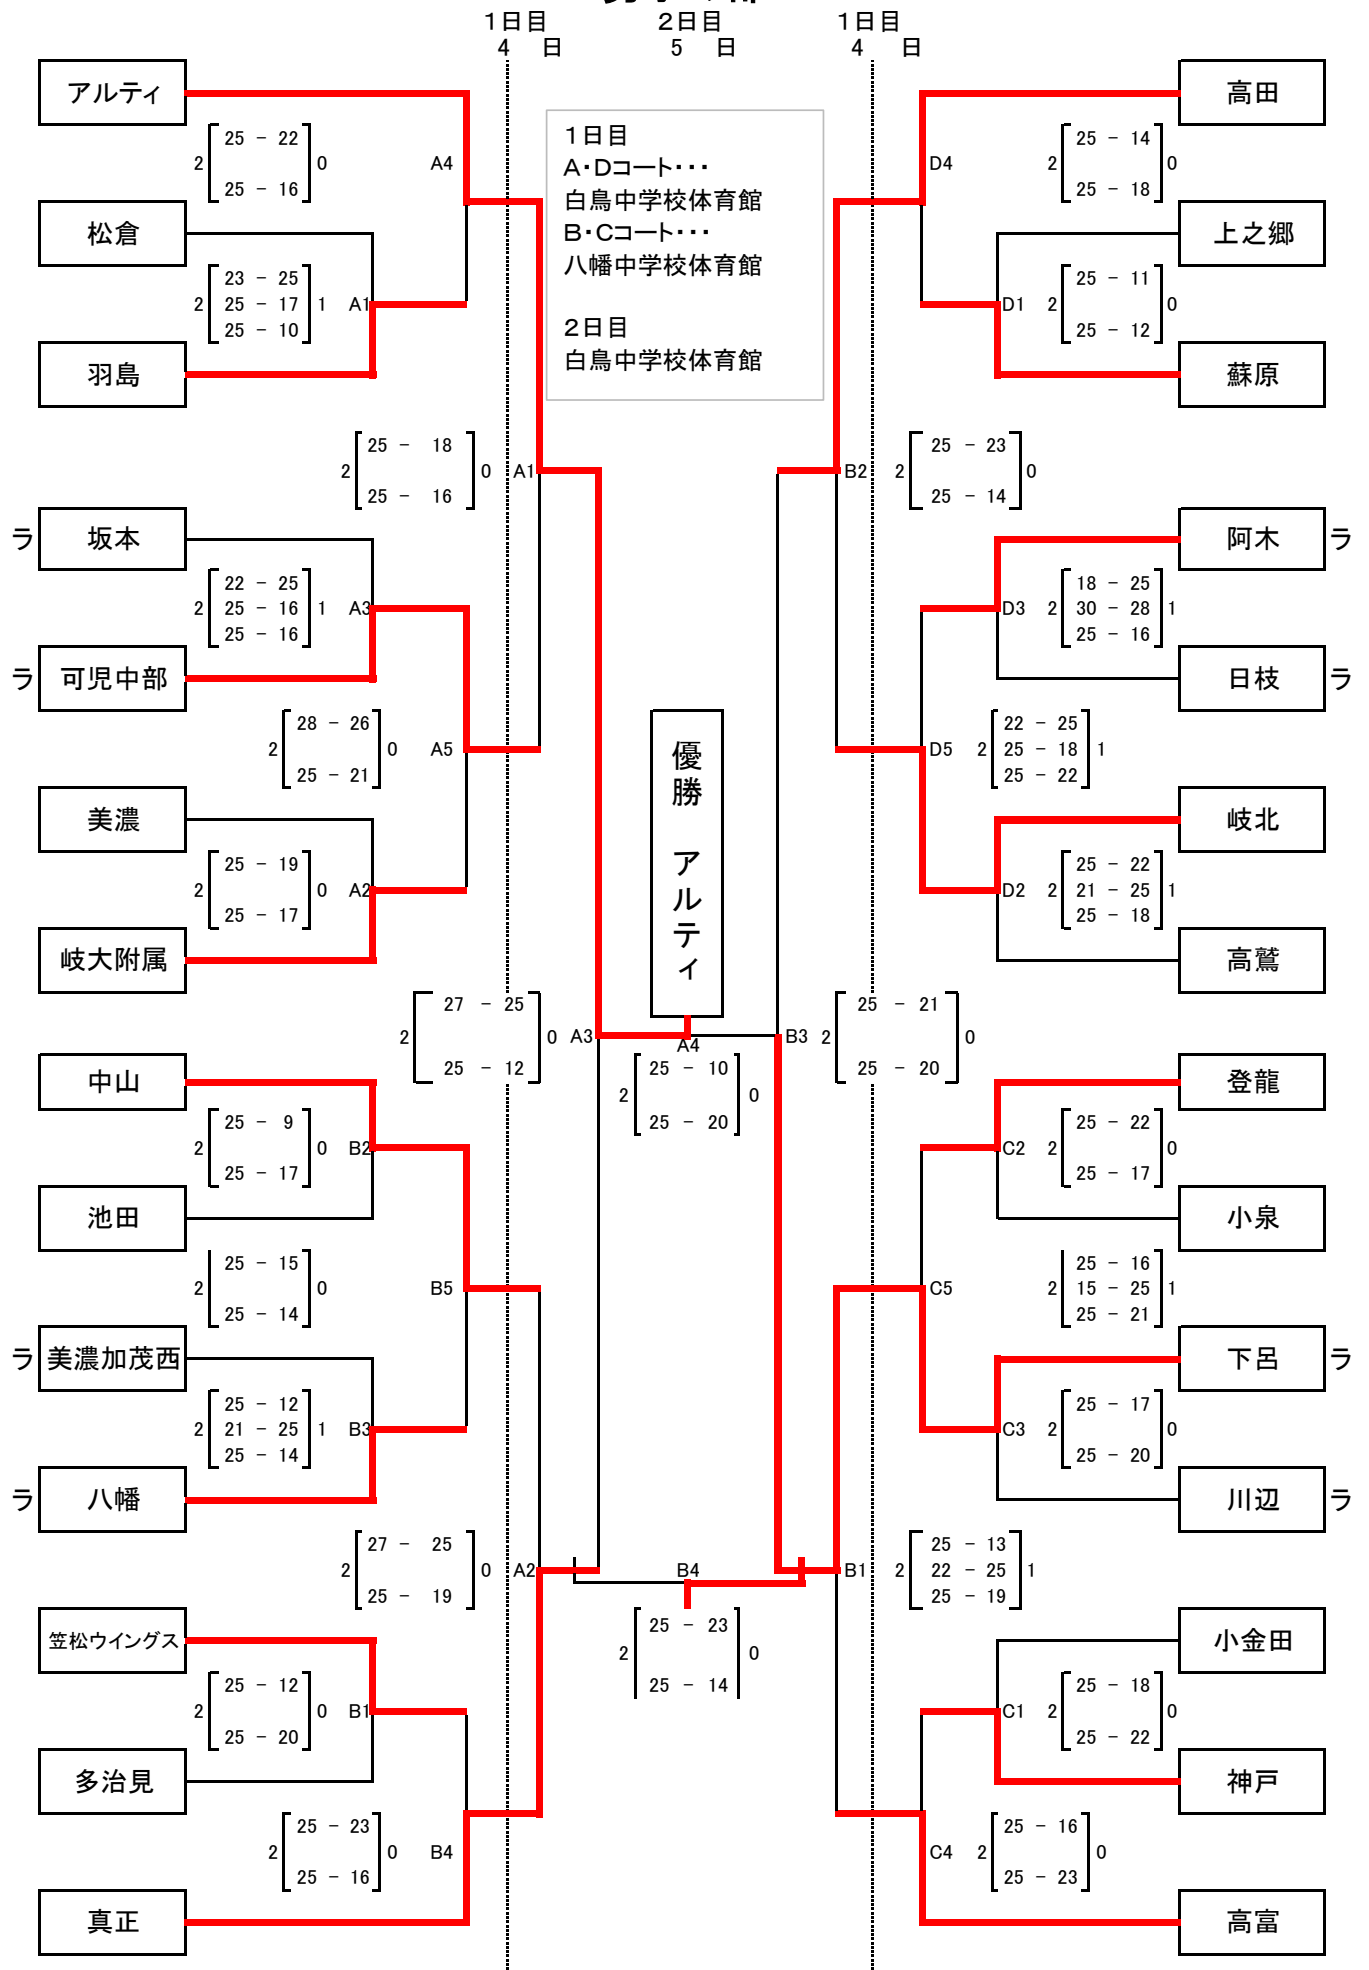 1日目 2日目 1日目
4 日 5 日 4 日
アルティ 高田
1日目
A・Dコート・・・
白鳥中学校体育館
B・Cコート・・・
八幡中学校体育館
2日目
白鳥中学校体育館
25 - 22 25 - 14
2 0 A4 D4 2 0
25 - 16 25 - 18
松倉 上之郷
23 - 25 25 - 11
2 25 - 17 1 A1 D1 2 0
25 - 10 25 - 12
羽島 蘇原
25 - 18 25 - 23
2 0 A1 B2 2 0
25 - 16 25 - 14
ラ 坂本 阿木 ラ
22 - 25 18 - 25
2 25 - 16 1 A3 D3 2 30 - 28 1
25 - 16 25 - 16
ラ 可児中部 日枝 ラ
28 - 26 22 - 25
2 0 A5 D5 2 25 - 18 1
25 - 21 25 - 22
優勝 アルティ
美濃 岐北
25 - 19 25 - 22
2 0 A2 D2 2 21 - 25 1
25 - 17 25 - 18
岐大附属 高鷲
27 - 25 25 - 21
2 0 A3 A4 B3 2 0
25 - 12 25 - 20
25 - 10
2 0
25 - 20
中山 登龍
25 - 9 25 - 22
2 0 B2 C2 2 0
25 - 17 25 - 17
池田 小泉
25 - 15 25 - 16
2 0 B5 C5 2 15 - 25 1
25 - 14 25 - 21
ラ 美濃加茂西 下呂 ラ
25 - 12 25 - 17
2 21 - 25 1 B3 C3 2 0
25 - 14 25 - 20
ラ 八幡 川辺 ラ
27 - 25 25 - 13
2 0 A2 B4 B1 2 22 - 25 1
25 - 19 25 - 19
25 - 23
2 0
25 - 14
笠松ウイングス 小金田
25 - 12 25 - 18
2 0 B1 C1 2 0
25 - 20 25 - 22
多治見 神戸
25 - 23 25 - 16
2 0 B4 C4 2 0
25 - 16 25 - 23
真正 高富